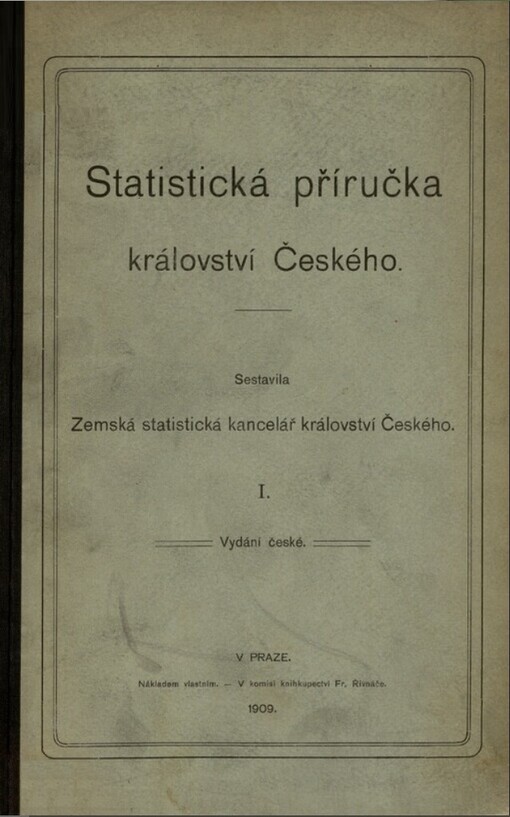 Statistická příručka
království Českého.
Sestavila
Zemská statistická kancelář království Českého.
I.
Vydání české.
V PRAZE.
Nákladem vlastním. — V komisi knihkupectví Fr. Řivnáče.
1909.